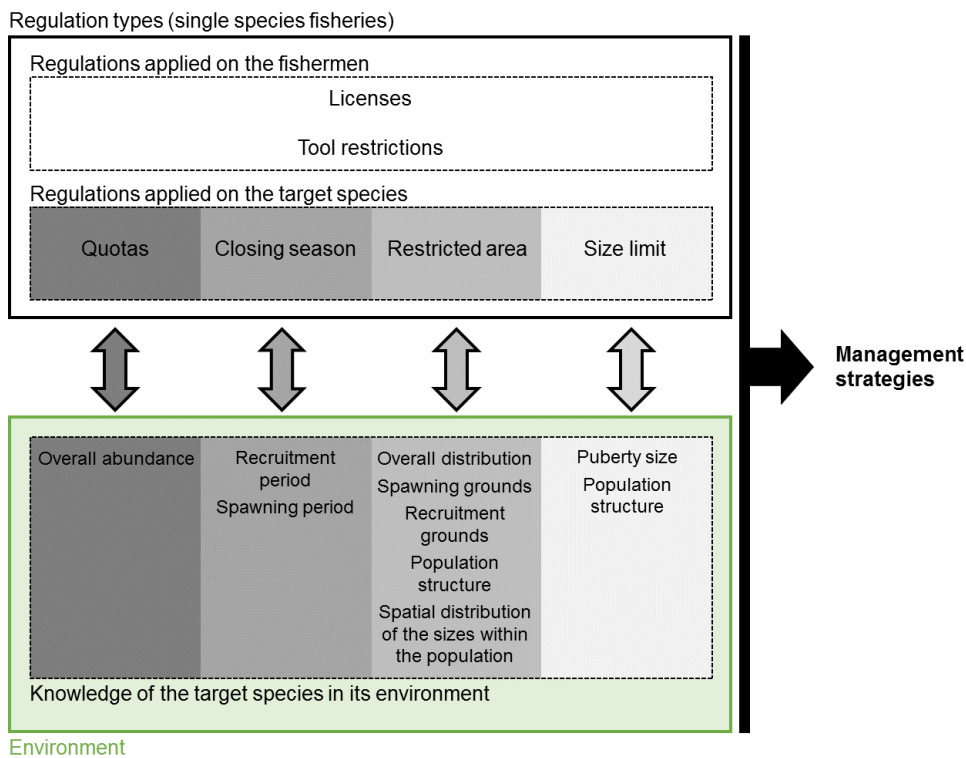 Regulation types (single species fisheries)
Regulations applied on the fishermen
Licenses
Tool restrictions
Regulations applied on the target species
Quotas
Closing season
Restricted area
Size limit
Management
strategies
Overall abundance
Recruitment
period
Spawning period
Overall distribution
Spawning grounds
Recruitment
grounds
Population
structure
Spatial distribution
of the sizes within
the population
Puberty size
Population
structure
Knowledge of the target species in its environment
Environment